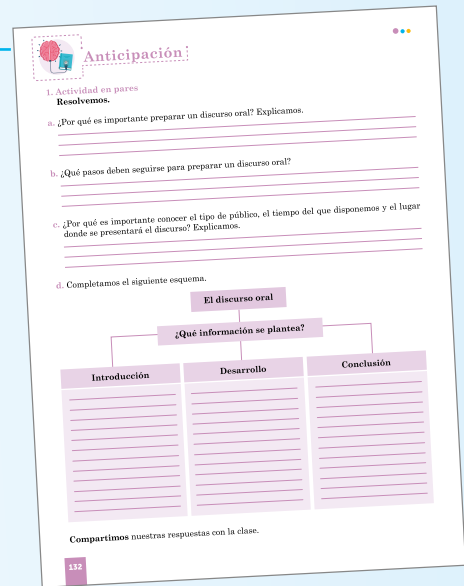 Anticipación
1. Actividad en pares
Resolvemos.
a. ¿Por qué es importante preparar un discurso oral? Explicamos.
b. ¿Qué pasos deben seguirse para preparar un discurso oral?
c. ¿Por qué es importante conocer el tipo de público, el tiempo del que disponemos y el lugar
donde se presentará el discurso? Explicamos.
d. Completamos el siguiente esquema.
El discurso oral
¿Qué información se plantea?
Introducción
Desarrollo
Conclusión
Compartimos nuestras respuestas con la clase.
132